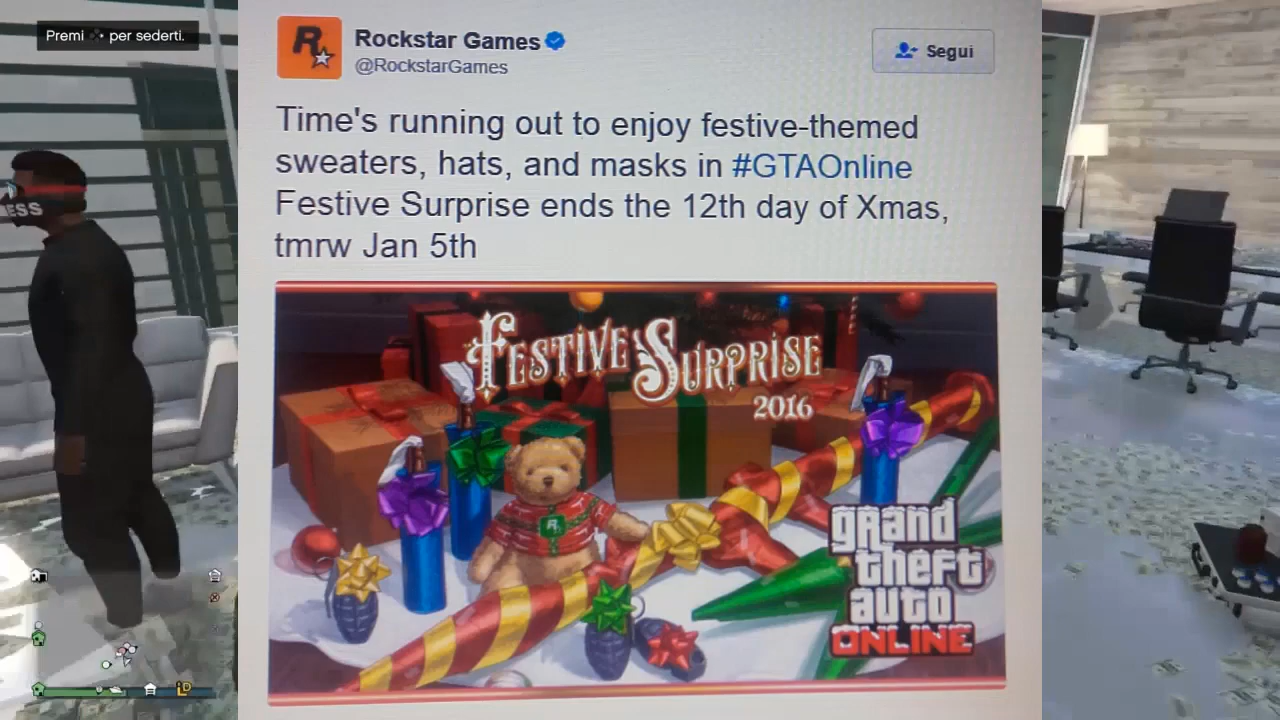 Premi per sederti.
Rockstar Games
@RockstarGames
Segui
Time's running out to enjoy festive-themed
sweaters, hats, and masks in #GTAOnline
Festive Surprise ends the 12th day of Xmas,
tmrw Jan 5th
FESTIVE SURPRISE
2016
grand
theft
auto
ONLINE
R
R
ESS